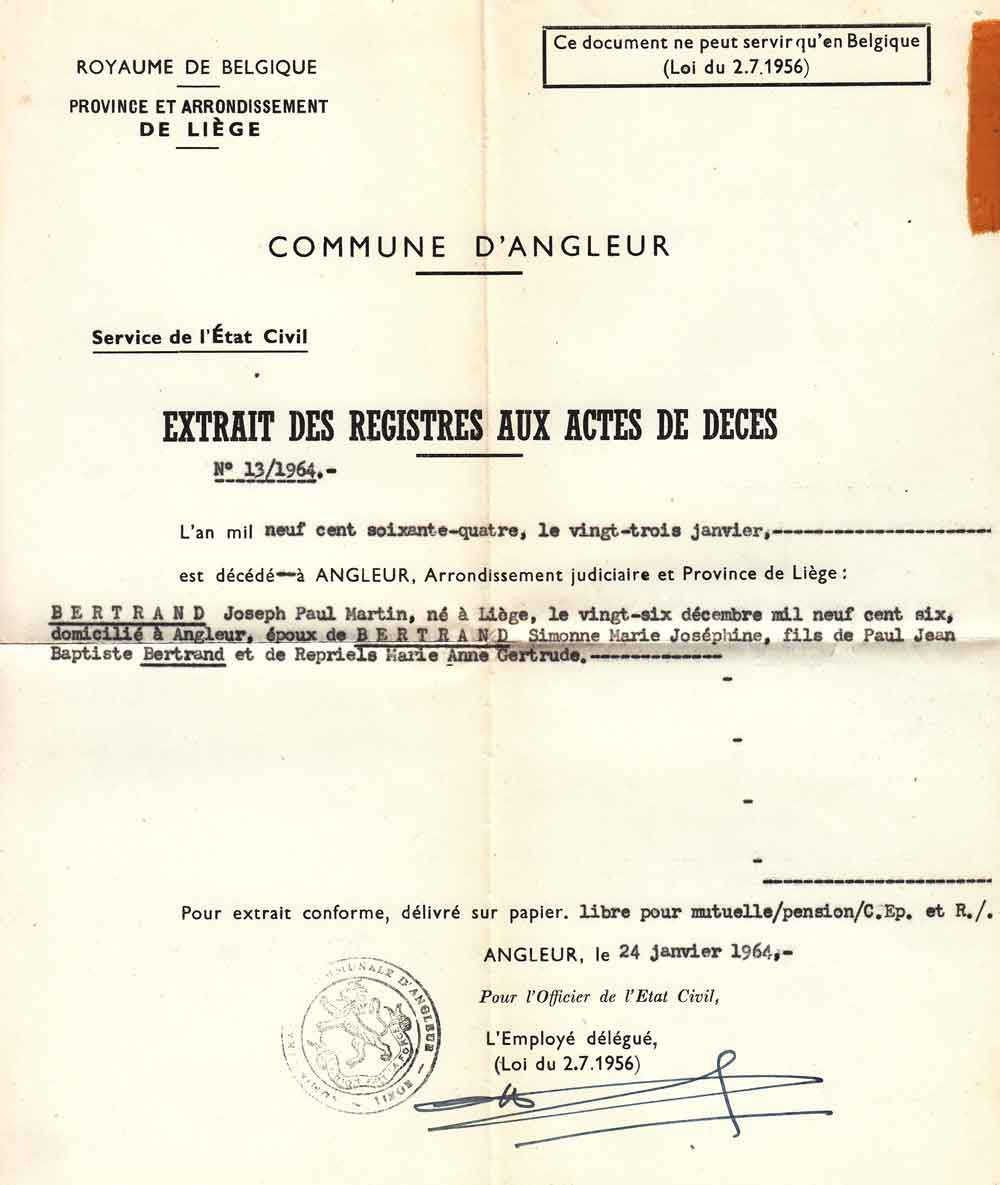 ROYAUME DE BELGIQUE
PROVINCE ET ARRONDISSEMENT
DE LIÈGE
Ce document ne peut servir qu'en Belgique
(Loi du 2.7.1956)
COMMUNE D'ANGLEUR
Service de l'État Civil
EXTRAIT DES REGISTRES AUX ACTES DE DECES
N° 13/1964.-
L'an mil neuf cent soixante-quatre, le vingt-trois janvier,-
est décédé-à ANGLEUR, Arrondissement judiciaire et Province de Liège :
BERTRAND Joseph Paul Martin, né à Liège, le vingt-six décembre mil neuf cent six,
domicilié à Angleur, époux de BERTRAND Simonne Marie Joséphine, fils de Paul Jean
Baptiste Bertrand et de Repriels Marie Anne Gertrude.-
Pour extrait conforme, délivré sur papier. libre pour mutuelle/pension/C.Ep. et R./.
ANGLEUR, le 24 janvier 1964,-
Pour l'Officier de l'Etat Civil,
L'Employé délégué,
(Loi du 2.7.1956)
COMMUNALE D'ANGLEUR